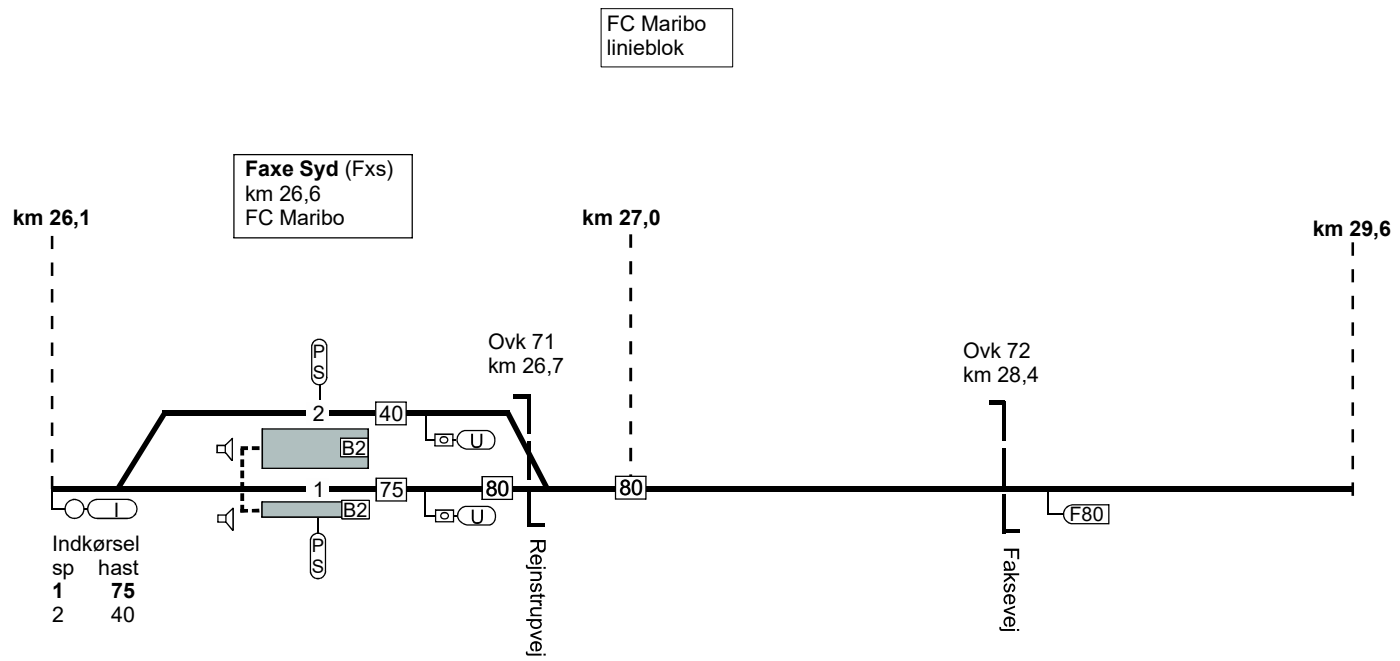 FC Maribo
linieblok
Faxe Syd (Fxs)
km 26,6
FC Maribo
km 26,1
km 27,0
km 29,6
Ovk 71
km 26,7
Ovk 72
km 28,4
P
S
2
40
U
B2
1
75
80
80
B2
U
I
F80
P
S
Indkørsel
sp hast
1 75
2 40
Rejnstrupvej
Faksevej